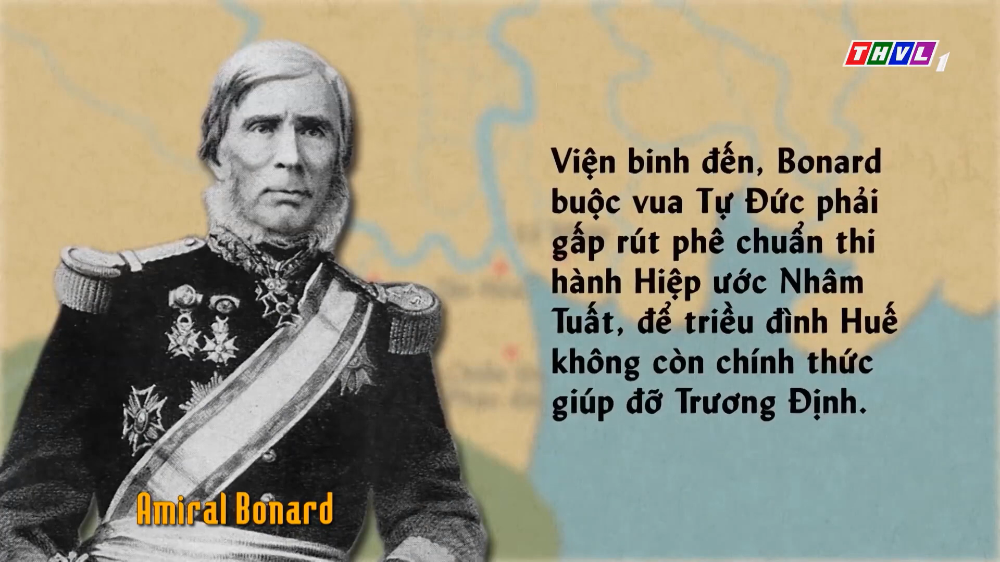 THVL1
Viện binh đến, Bonard
buộc vua Tự Đức phải
gấp rút phê chuẩn thi
hành Hiệp ước Nhâm
Tuất, để triều đình Huế
không còn chính thức
giúp đỡ Trương Định.
Amiral Bonard